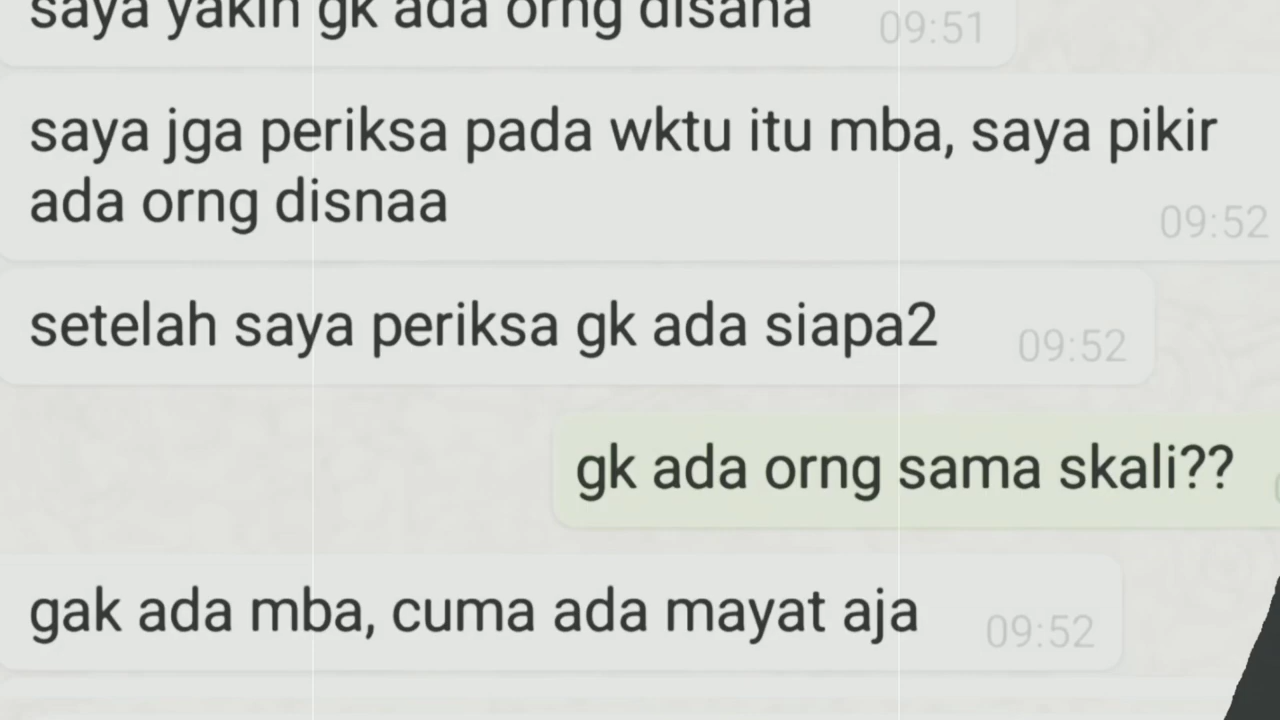 saya yakin gk ada orng disana
09:51
saya jga periksa pada wktu itu mba, saya pikir
ada orng disnaa
09:52
setelah saya periksa gk ada siapa2
09:52
gk ada orng sama skali??
gak ada mba, cuma ada mayat aja
09:52